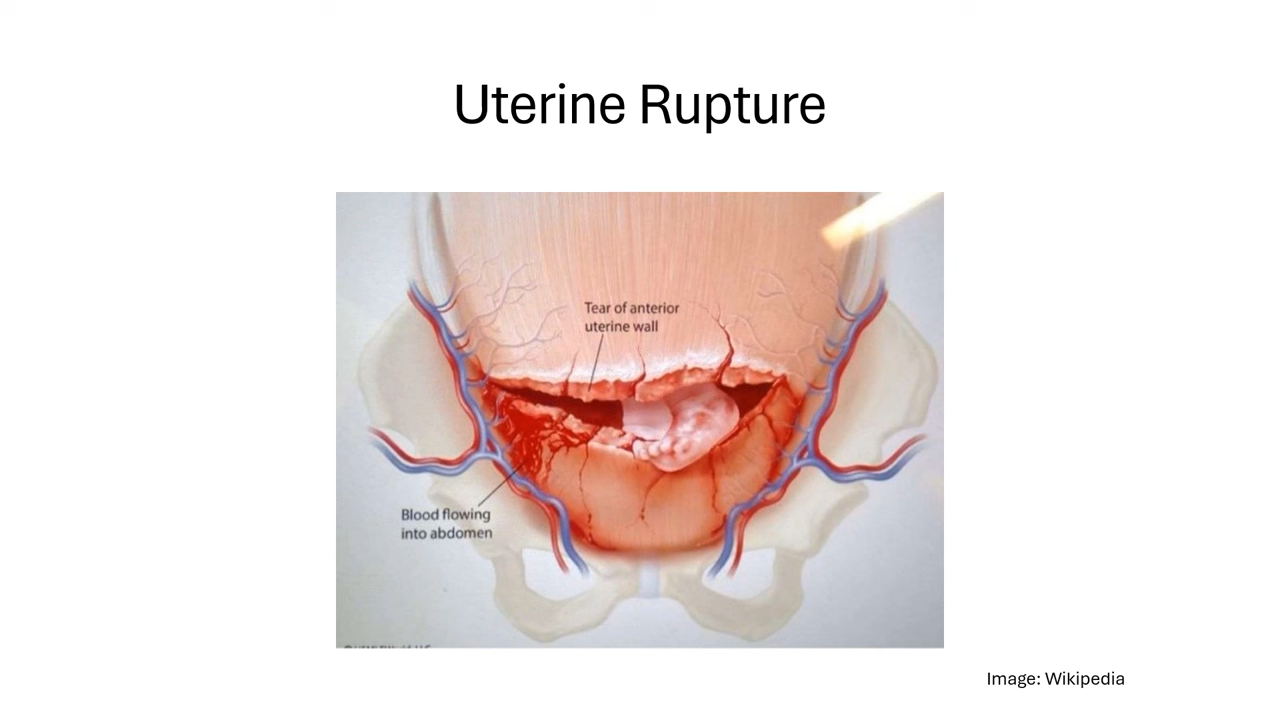 Uterine Rupture
Tear of anterior
uterine wall
Blood flowing
into abdomen
Image: Wikipedia